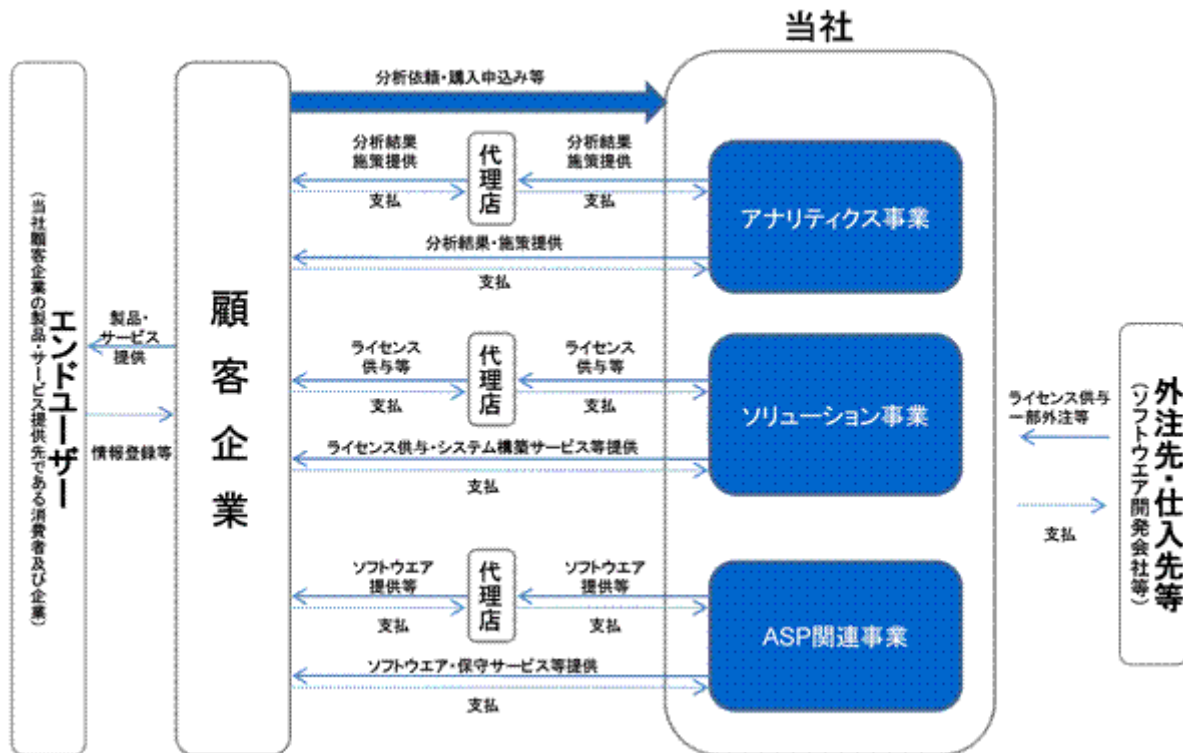 当社
分析依頼・購入申込み等
分析結果
施策提供
支払
代理店
分析結果
施策提供
支払
アナリティクス事業
分析結果・施策提供
支払
エンドユーザー
(当社顧客企業の製品・サービス提供先である消費者及び企業)
製品・
サービス
提供
情報登録等
顧客企業
ライセンス
供与等
支払
代理店
ライセンス
供与等
支払
ソリューション事業
ライセンス供与・システム構築サービス等提供
支払
ライセンス供与
一部外注等
支払
外注先・仕入先等
(ソフトウエア開発会社等)
ソフトウエア
提供等
支払
代理店
ソフトウエア
提供等
支払
ASP関連事業
ソフトウエア・保守サービス等提供
支払